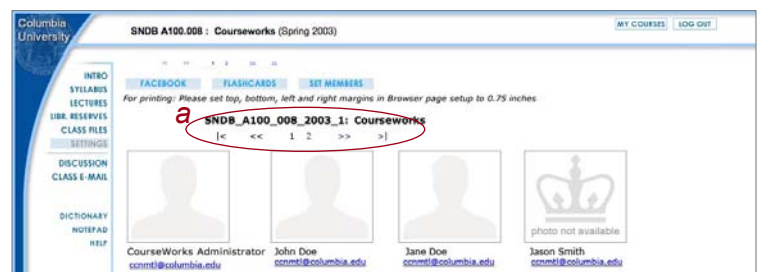 Columbia
University
SNDB A100.008 : Courseworks (Spring 2003)
MY COURSES LOG OUT
INTRO
SYLLABUS
LECTURES
LIBR. RESERVES
CLASS FILES
SETTINGS
DISCUSSION
CLASS E-MAIL
DICTIONARY
NOTEPAD
HELP
FACEBOOK FLASHCARDS SET MEMBERS
For printing: Please set top, bottom, left and right margins in Browser page setup to 0.75 inches
a
SNDB_A100_008_2003_1: Courseworks
|< << 1 2 >> >|
photo not available
CourseWorks Administrator John Doe Jane Doe Jason Smith
ccnmtl@columbia.edu ccnmtl@columbia.edu ccnmtl@columbia.edu ccnmtl@columbia.edu